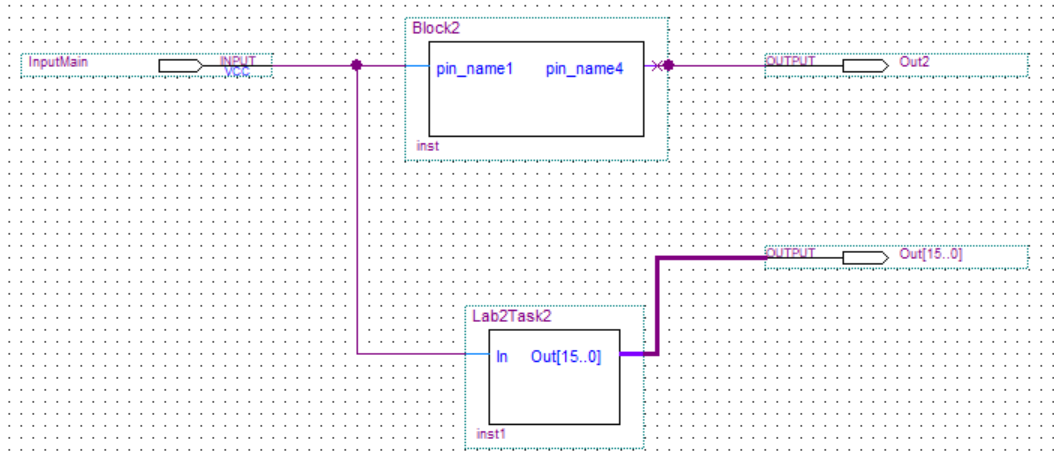 Block2
InputMain INPUT VCC
pin_name1 pin_name4
OUTPUT Out2
inst
OUTPUT Out[15..0]
Lab2Task2
In Out[15..0]
inst1